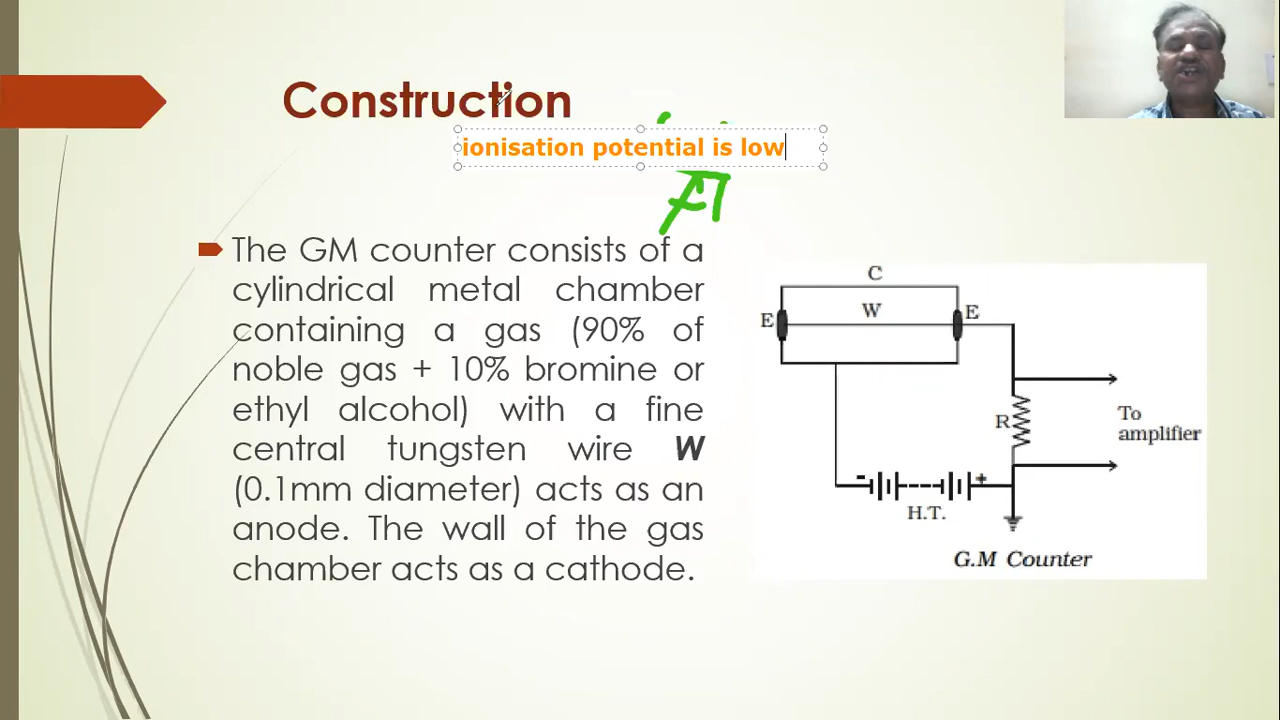 Construction
ionisation potential is low
The GM counter consists of a
cylindrical metal chamber
containing a gas (90% of
noble gas + 10% bromine or
ethyl alcohol) with a fine
central tungsten wire W
(0.1mm diameter) acts as an
anode. The wall of the gas
chamber acts as a cathode.
C
E
W
E
R
To
amplifier
-
+
H.T.
G.M Counter